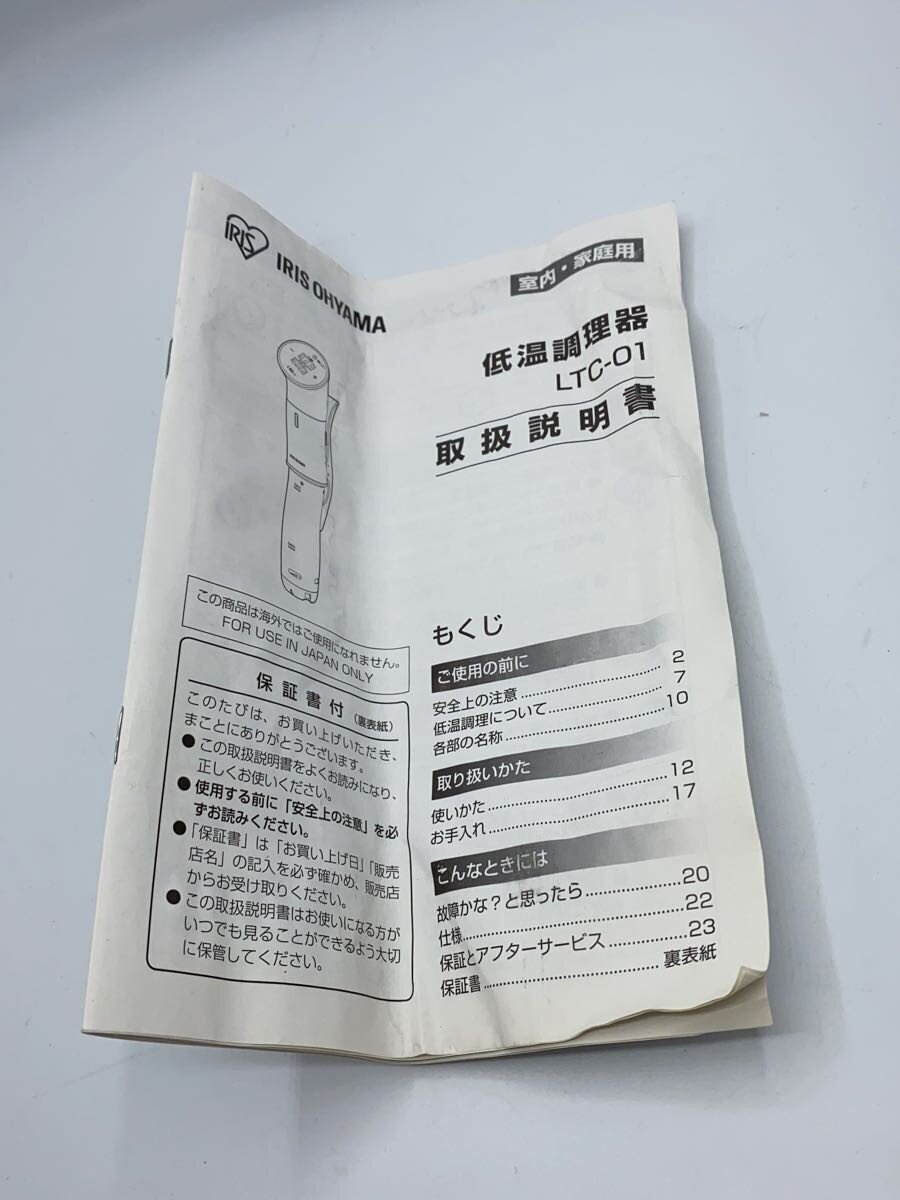 IRIS
IRIS OHYAMA
室内・家庭用
低温調理器
LTC-01
取扱説明書
この商品は海外ではご使用になれません。
FOR USE IN JAPAN ONLY
保証書付(裏表紙)
このたびは、お買い上げいただき、
まことにありがとうございます。
●この取扱説明書をよくお読みになり、
正しくお使いください。
●使用する前に「安全上の注意」を必
ずお読みください。
●「保証書」は「お買い上げ日」「販売
店名」の記入を必ず確かめ、販売店
からお受け取りください。
●この取扱説明書はお使いになる方が
いつでも見ることができるよう大切
に保管してください。
もくじ
ご使用の前に
安全上の注意 2
低温調理について 7
各部の名称 10
取り扱いかた
使いかた 12
お手入れ 17
こんなときには
故障かな?と思ったら 20
仕様 22
保証とアフターサービス 23
保証書 裏表紙